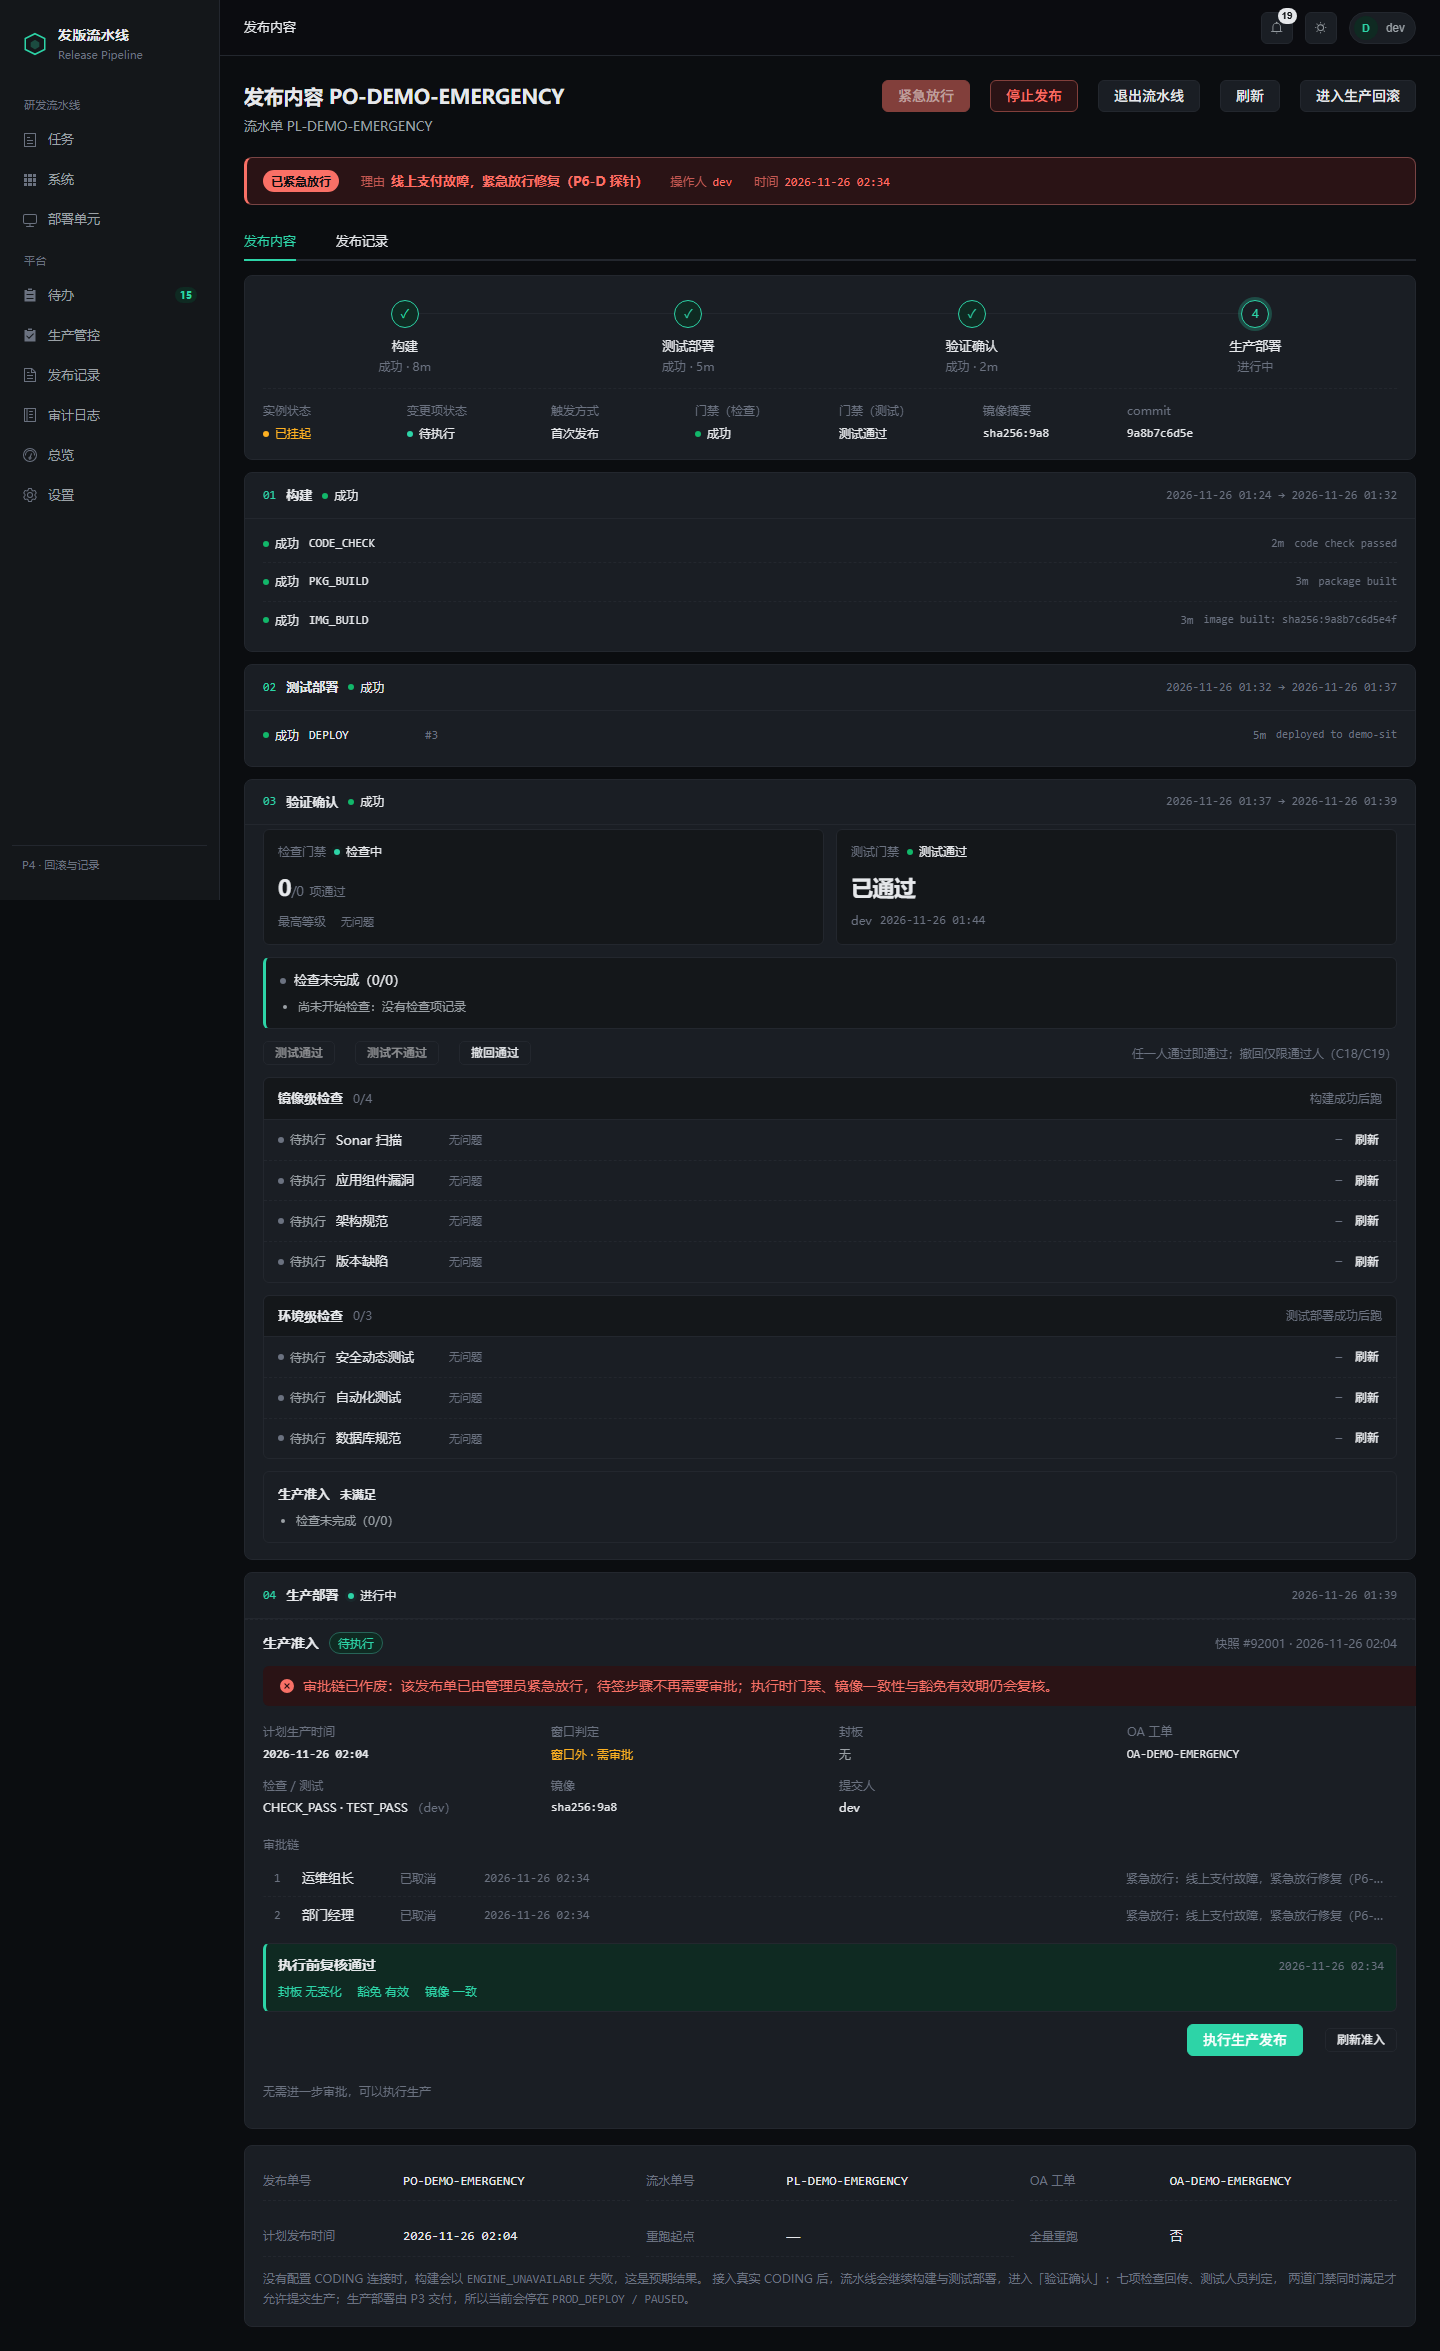 发版流水线
Release Pipeline
研发流水线
任务
系统
部署单元
平台
待办 15
生产管控
发布记录
审计日志
总览
设置
P4 · 回滚与记录
发布内容
19
D dev
发布内容 PO-DEMO-EMERGENCY
流水单 PL-DEMO-EMERGENCY
紧急放行 停止发布 退出流水线 刷新 进入生产回滚
已紧急放行 理由 线上支付故障，紧急放行修复（P6-D 探针） 操作人 dev 时间 2026-11-26 02:34
发布内容 发布记录
✓ ✓ ✓ 4
构建 测试部署 验证确认 生产部署
成功 · 8m 成功 · 5m 成功 · 2m 进行中
实例状态 变更项状态 触发方式 门禁（检查） 门禁（测试） 镜像摘要 commit
已挂起 待执行 首次发布 成功 测试通过 sha256:9a8 9a8b7c6d5e
01 构建 成功 2026-11-26 01:24 → 2026-11-26 01:32
成功 CODE_CHECK 2m code check passed
成功 PKG_BUILD 3m package built
成功 IMG_BUILD 3m image built: sha256:9a8b7c6d5e4f
02 测试部署 成功 2026-11-26 01:32 → 2026-11-26 01:37
成功 DEPLOY #3 5m deployed to demo-sit
03 验证确认 成功 2026-11-26 01:37 → 2026-11-26 01:39
检查门禁 检查中
0/0 项通过
最高等级 无问题
测试门禁 测试通过
已通过
dev 2026-11-26 01:44
检查未完成（0/0）
尚未开始检查：没有检查项记录
测试通过 测试不通过 撤回通过 任一人通过即通过；撤回仅限通过人（C18/C19）
镜像级检查 0/4 构建成功后跑
待执行 Sonar 扫描 无问题 — 刷新
待执行 应用组件漏洞 无问题 — 刷新
待执行 架构规范 无问题 — 刷新
待执行 版本缺陷 无问题 — 刷新
环境级检查 0/3 测试部署成功后跑
待执行 安全动态测试 无问题 — 刷新
待执行 自动化测试 无问题 — 刷新
待执行 数据库规范 无问题 — 刷新
生产准入 未满足
检查未完成（0/0）
04 生产部署 进行中 2026-11-26 01:39
生产准入 待执行 快照 #92001 · 2026-11-26 02:04
审批链已作废：该发布单已由管理员紧急放行，待签步骤不再需要审批；执行时门禁、镜像一致性与豁免有效期仍会复核。
计划生产时间 窗口判定 封板 OA 工单
2026-11-26 02:04 窗口外 · 需审批 无 OA-DEMO-EMERGENCY
检查 / 测试 镜像 提交人
CHECK_PASS · TEST_PASS （dev） sha256:9a8 dev
审批链
1 运维组长 已取消 2026-11-26 02:34 紧急放行：线上支付故障，紧急放行修复（P6-...
2 部门经理 已取消 2026-11-26 02:34 紧急放行：线上支付故障，紧急放行修复（P6-...
执行前复核通过 2026-11-26 02:34
封板 无变化 豁免 有效 镜像 一致
执行生产发布 刷新准入
无需进一步审批，可以执行生产
发布单号 PO-DEMO-EMERGENCY 流水单号 PL-DEMO-EMERGENCY OA 工单 OA-DEMO-EMERGENCY
计划发布时间 2026-11-26 02:04 重跑起点 — 全量重跑 否
没有配置 CODING 连接时，构建会以 ENGINE_UNAVAILABLE 失败，这是预期结果。 接入真实 CODING 后，流水线会继续构建与测试部署，进入「验证确认」：七项检查回传、测试人员判定， 两道门禁同时满足才
允许提交生产；生产部署由 P3 交付，所以当前会停在 PROD_DEPLOY / PAUSED。